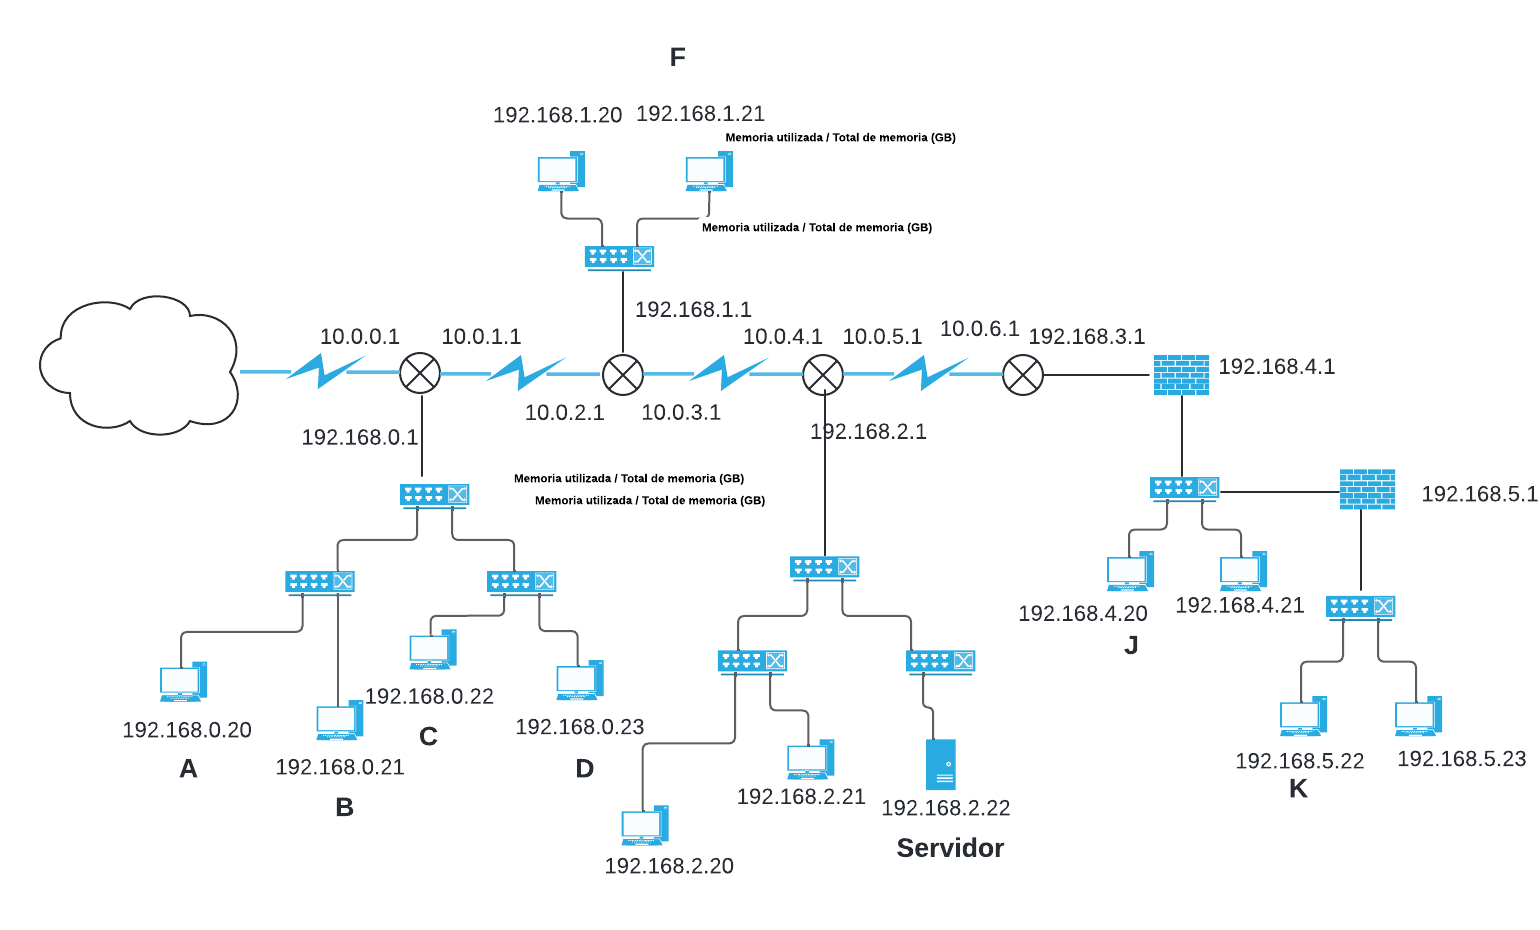 F
192.168.1.20
192.168.1.21
Memoria utilizada / Total de memoria (GB)
Memoria utilizada / Total de memoria (GB)
192.168.1.1
10.0.0.1
10.0.1.1
10.0.4.1
10.0.5.1
10.0.6.1
192.168.3.1
192.168.4.1
10.0.2.1
10.0.3.1
192.168.0.1
192.168.2.1
Memoria utilizada / Total de memoria (GB)
Memoria utilizada / Total de memoria (GB)
192.168.5.1
192.168.4.20
192.168.4.21
J
192.168.0.22
192.168.0.20
192.168.0.23
C
A
192.168.0.21
D
B
192.168.5.22
192.168.5.23
K
192.168.2.21
192.168.2.22
Servidor
192.168.2.20